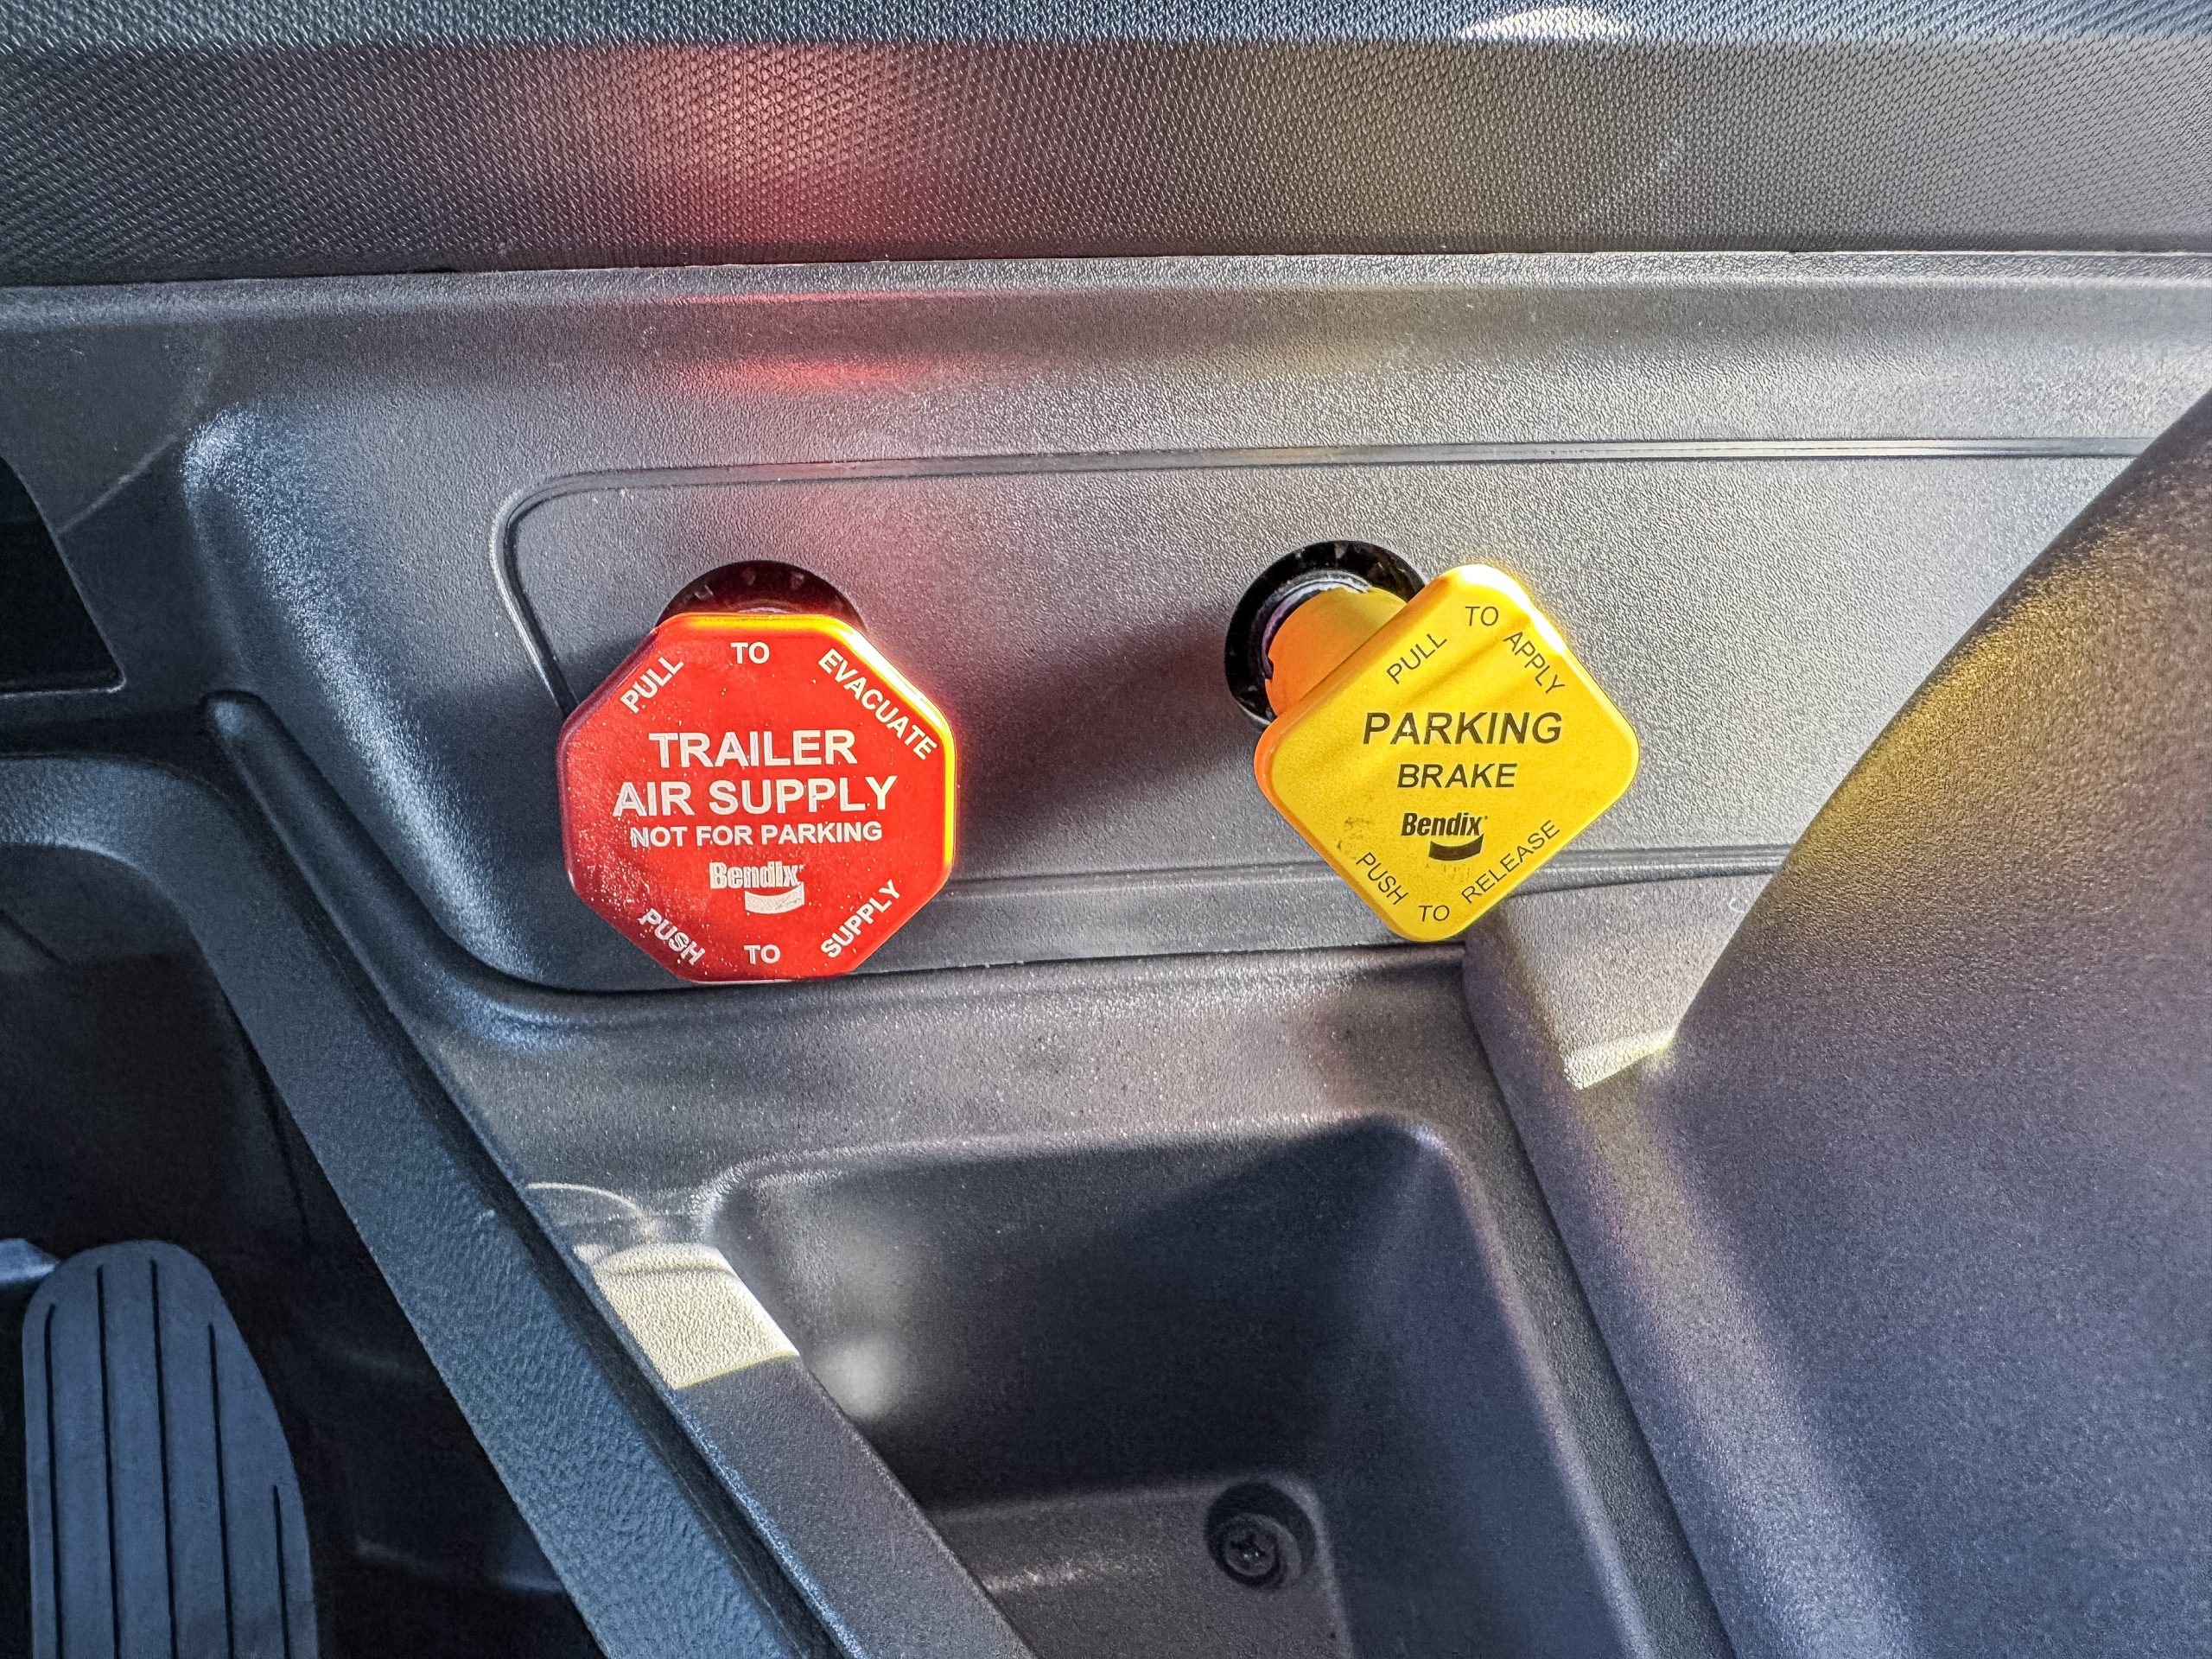 PULL TO EVACUATE
TRAILER
AIR SUPPLY
NOT FOR PARKING
Bendix
PUSH TO SUPPLY
PULL TO APPLY
PARKING
BRAKE
Bendix
PUSH TO RELEASE